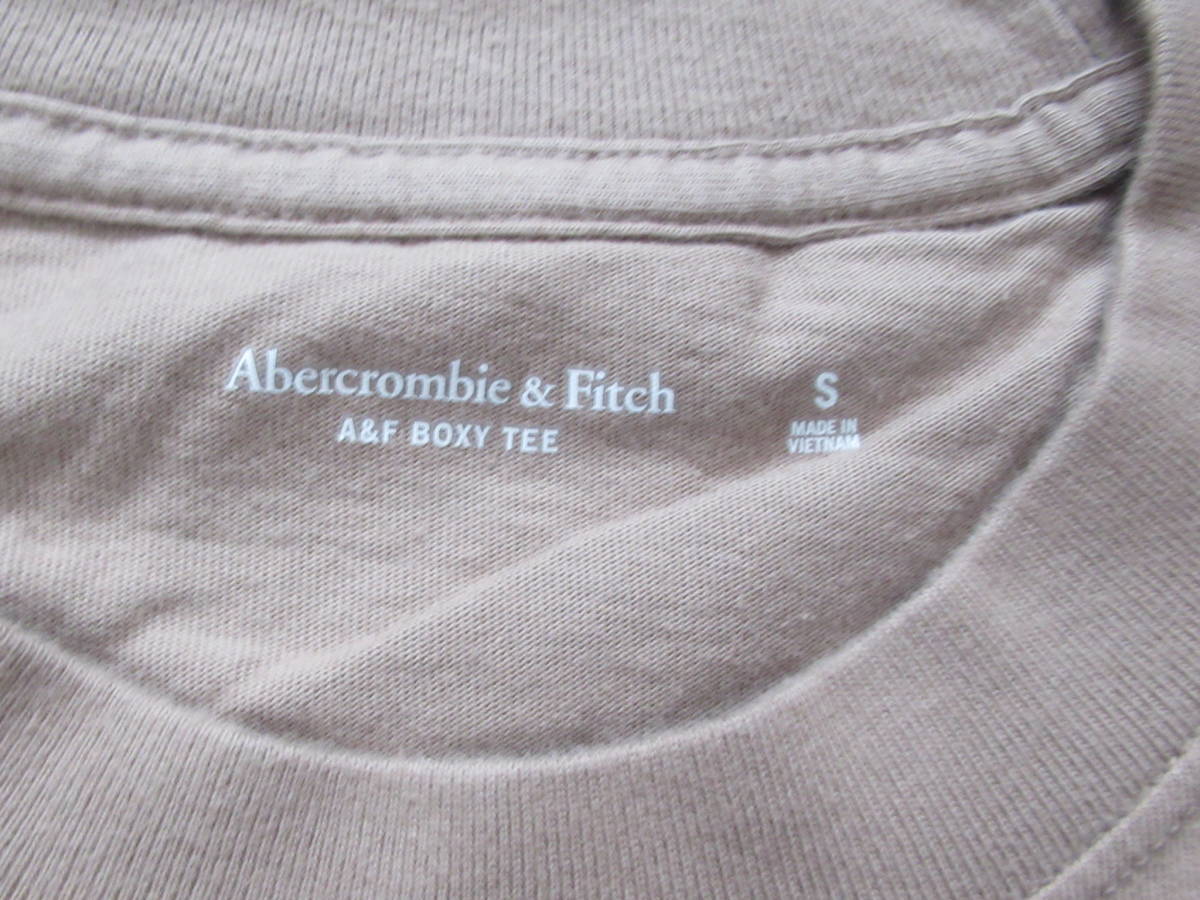 Abercrombie & Fitch
A&F BOXY TEE
S
MADE IN
VIETNAM